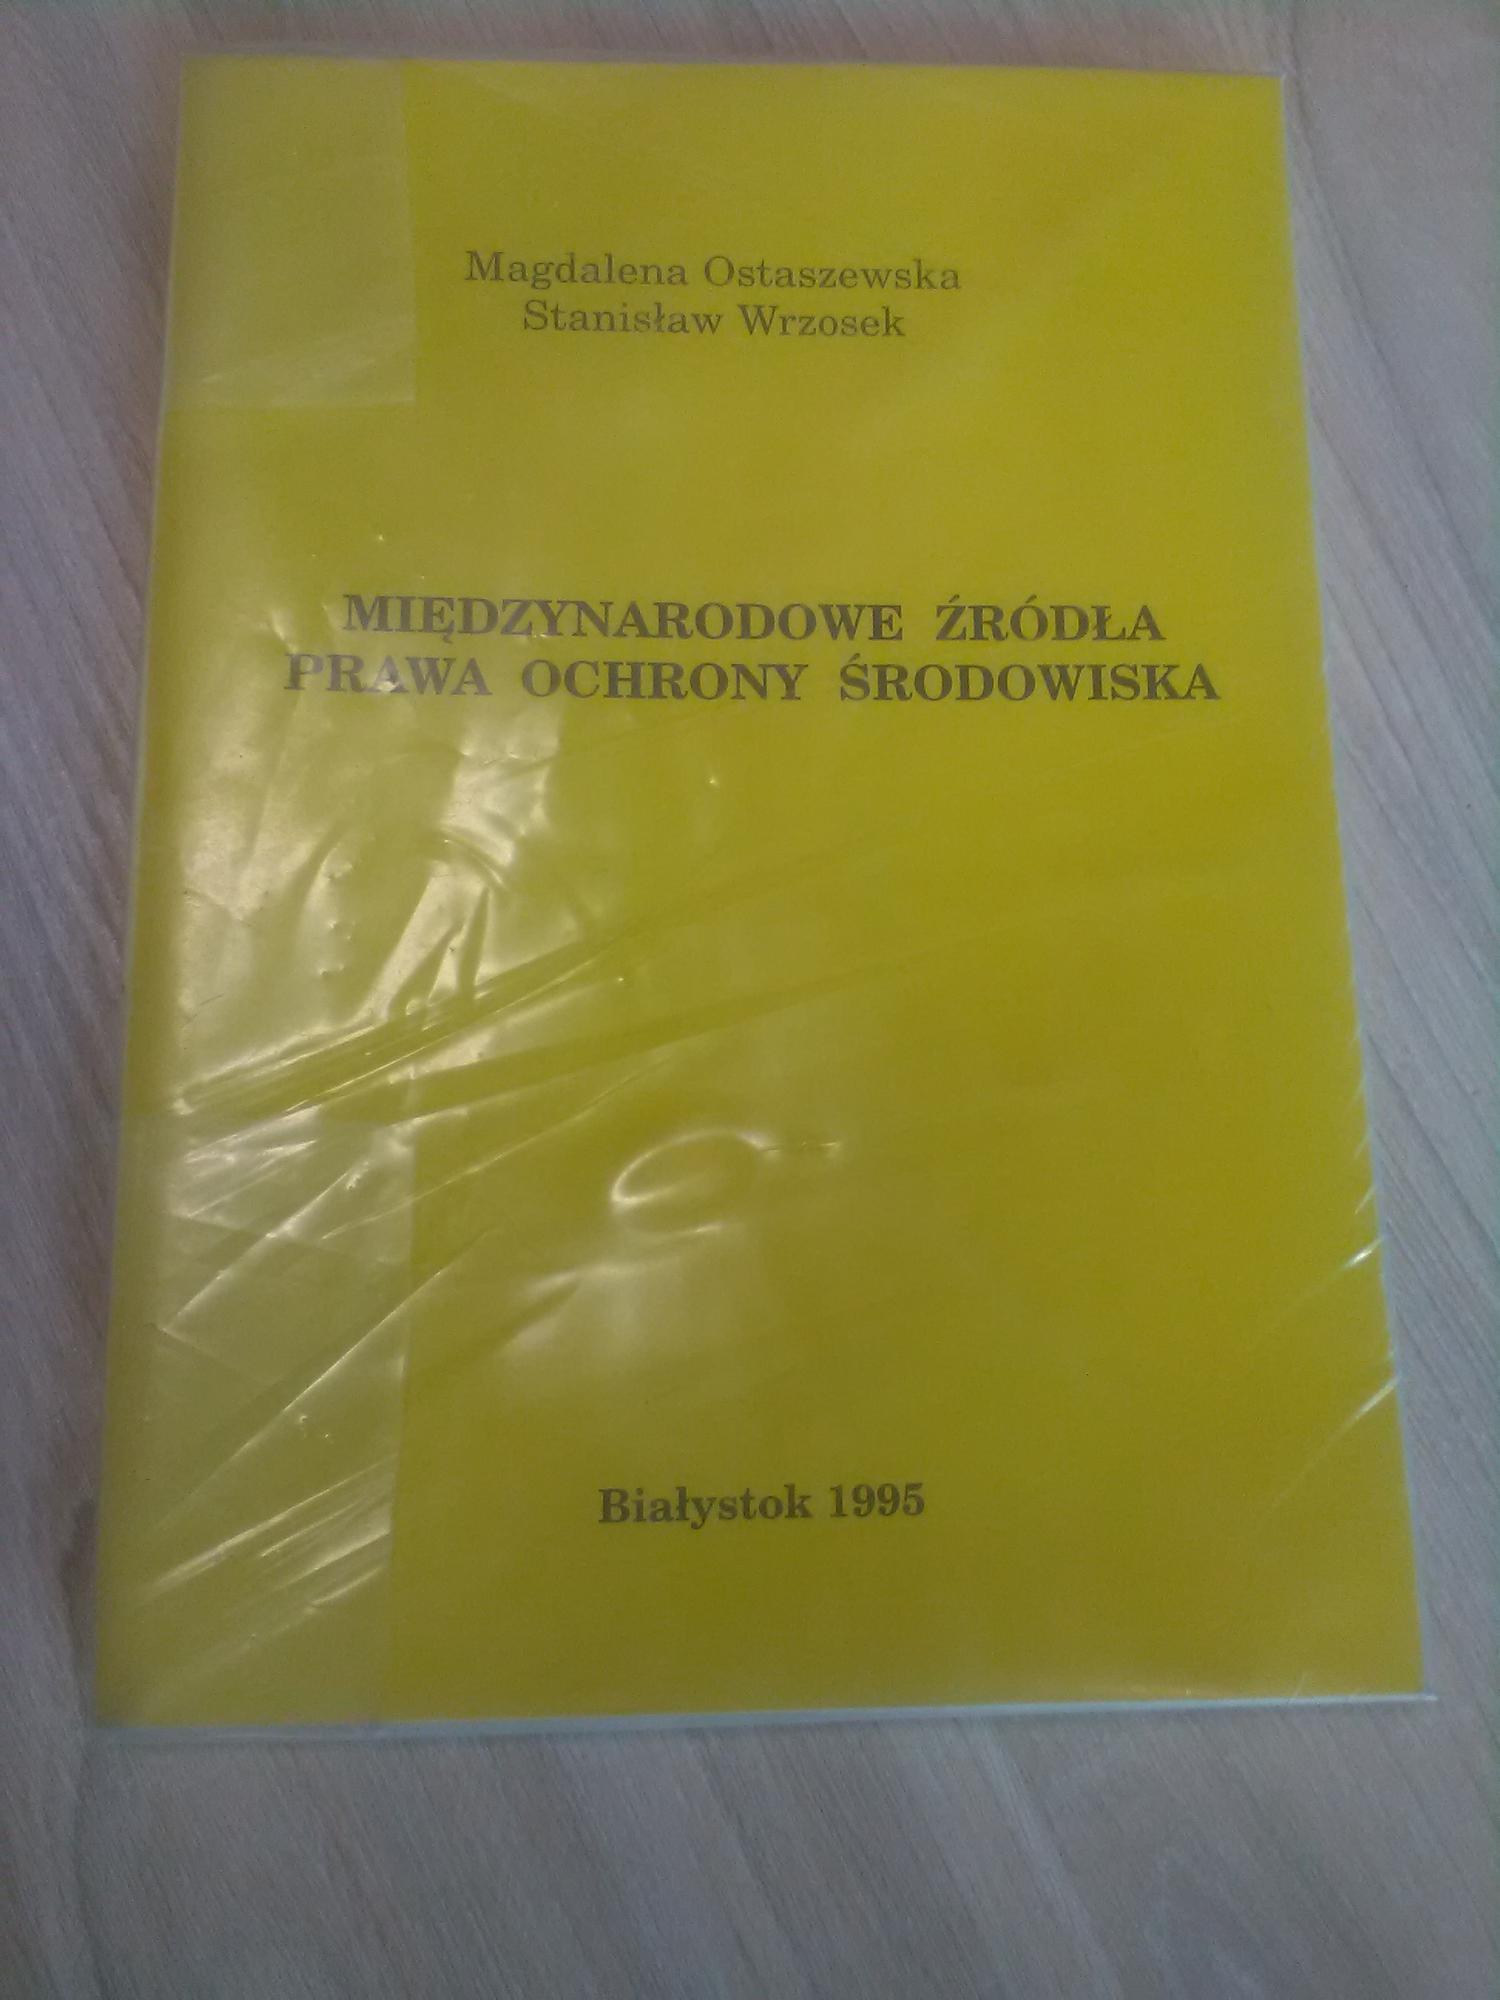 Magdalena Ostaszewska
Stanisław Wrzosek
MIĘDZYNARODOWE ŹRÓDŁA
PRAWA OCHRONY ŚRODOWISKA
Białystok 1995